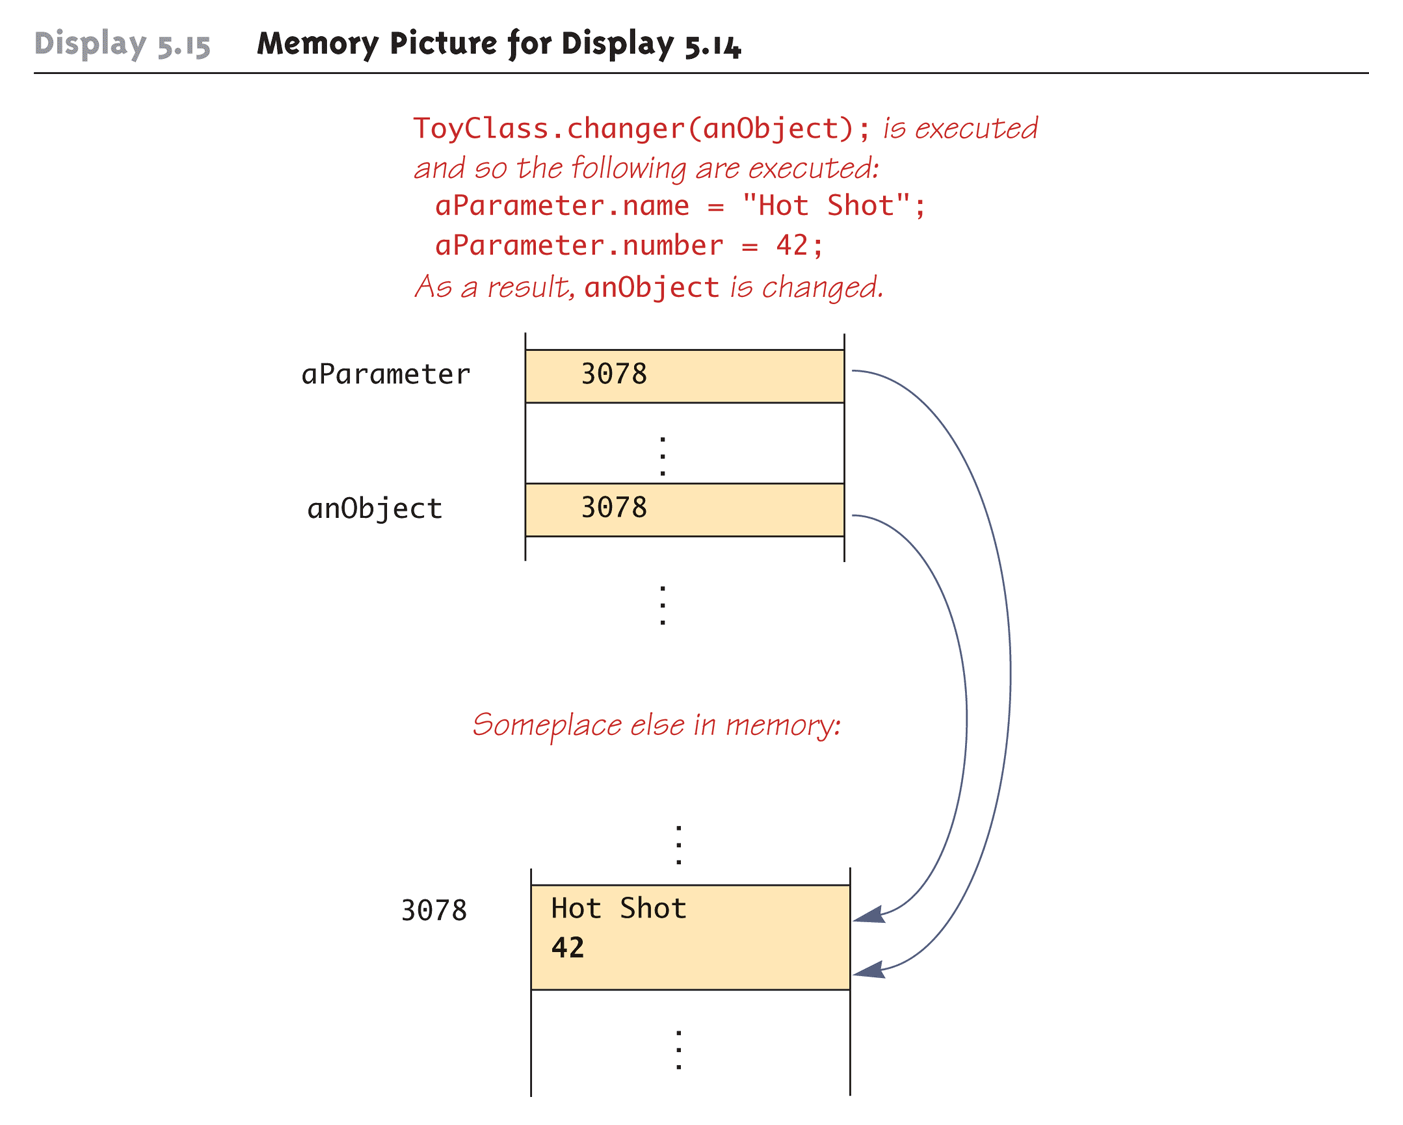 Display 5.15 Memory Picture for Display 5.14
ToyClass.changer(anObject); is executed
and so the following are executed:
aParameter.name = "Hot Shot";
aParameter.number = 42;
As a result, anObject is changed.
aParameter 3078
anObject 3078
Someplace else in memory:
3078 Hot Shot
42